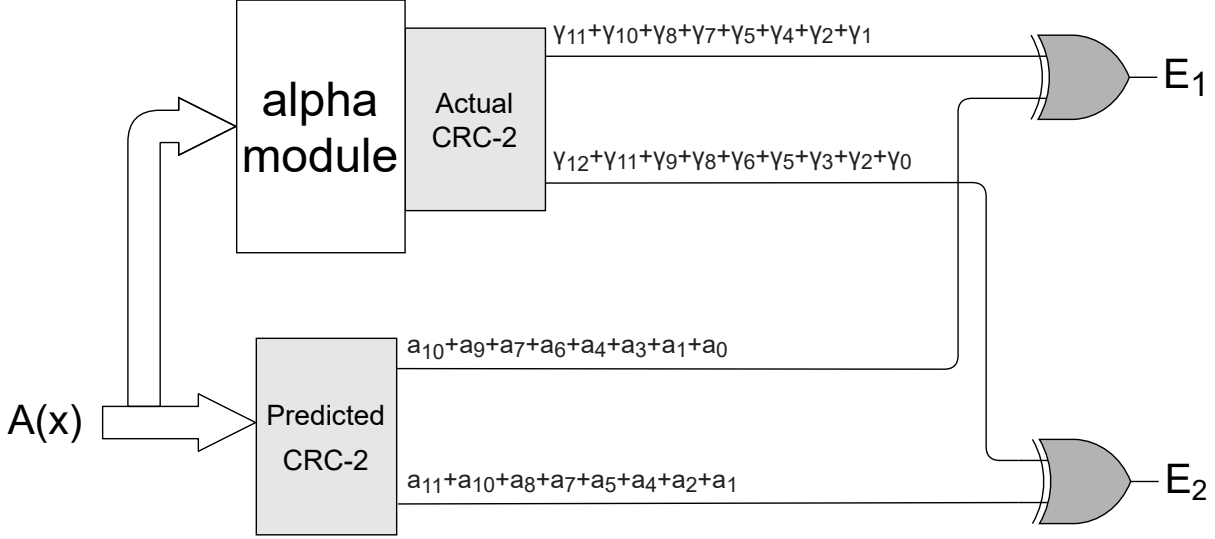 γ₁₁+γ₁₀+γ₈+γ₇+γ₅+γ₄+γ₂+γ₁
E₁
alpha
module
Actual
CRC-2
γ₁₂+γ₁₁+γ₉+γ₈+γ₆+γ₅+γ₃+γ₂+γ₀
a₁₀+a₉+a₇+a₆+a₄+a₃+a₁+a₀
A(x)
Predicted
CRC-2
a₁₁+a₁₀+a₈+a₇+a₅+a₄+a₂+a₁
E₂